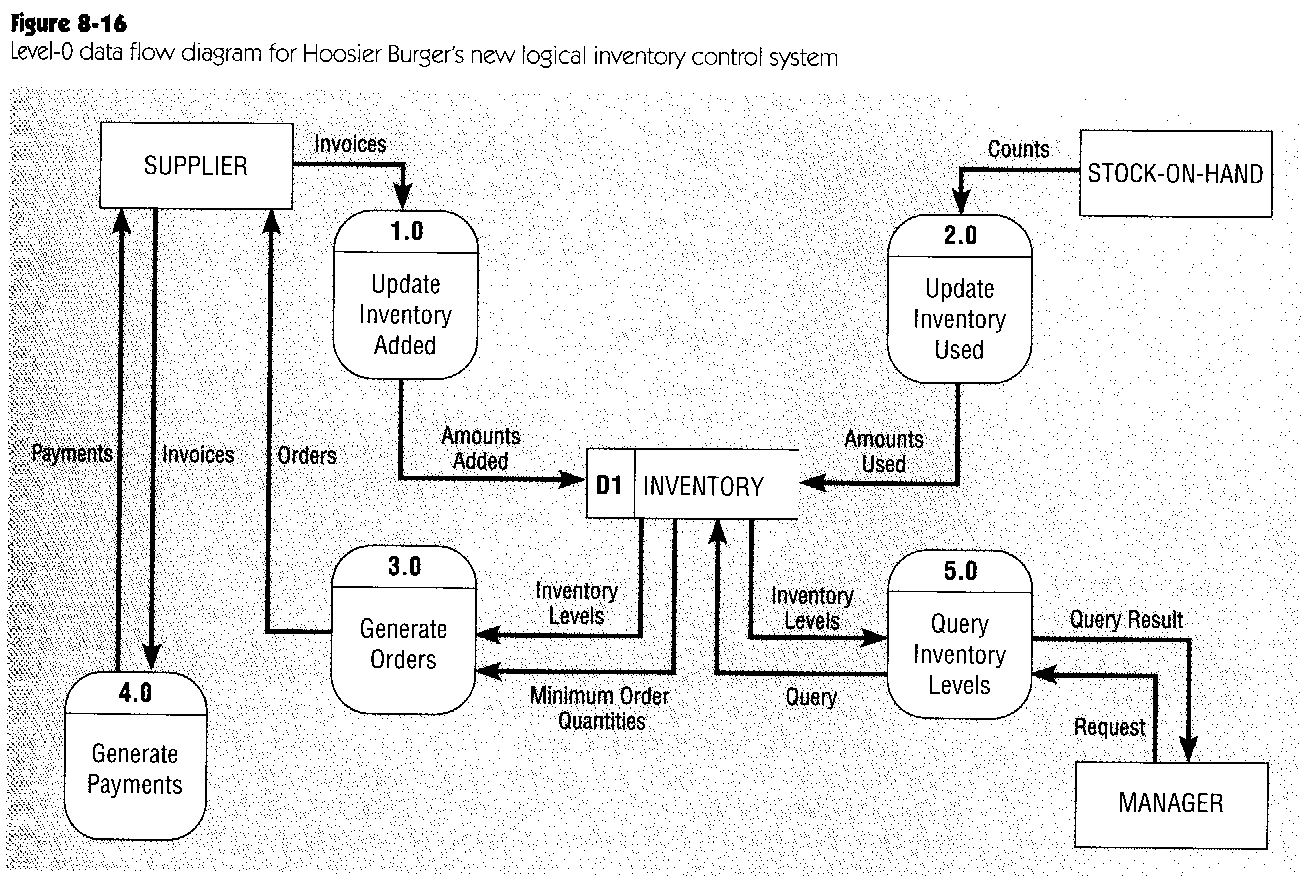 Figure 8-16
Level-0 data flow diagram for Hoosier Burger's new logical inventory control system
SUPPLIER
Invoices
Counts
STOCK-ON-HAND
1.0
Update
Inventory
Added
2.0
Update
Inventory
Used
Payments
Invoices
Orders
Amounts
Added
Amounts
Used
D1 INVENTORY
3.0
Generate
Orders
Inventory
Levels
Minimum Order
Quantities
Inventory
Levels
Query
5.0
Query
Inventory
Levels
Query Result
Request
4.0
Generate
Payments
MANAGER